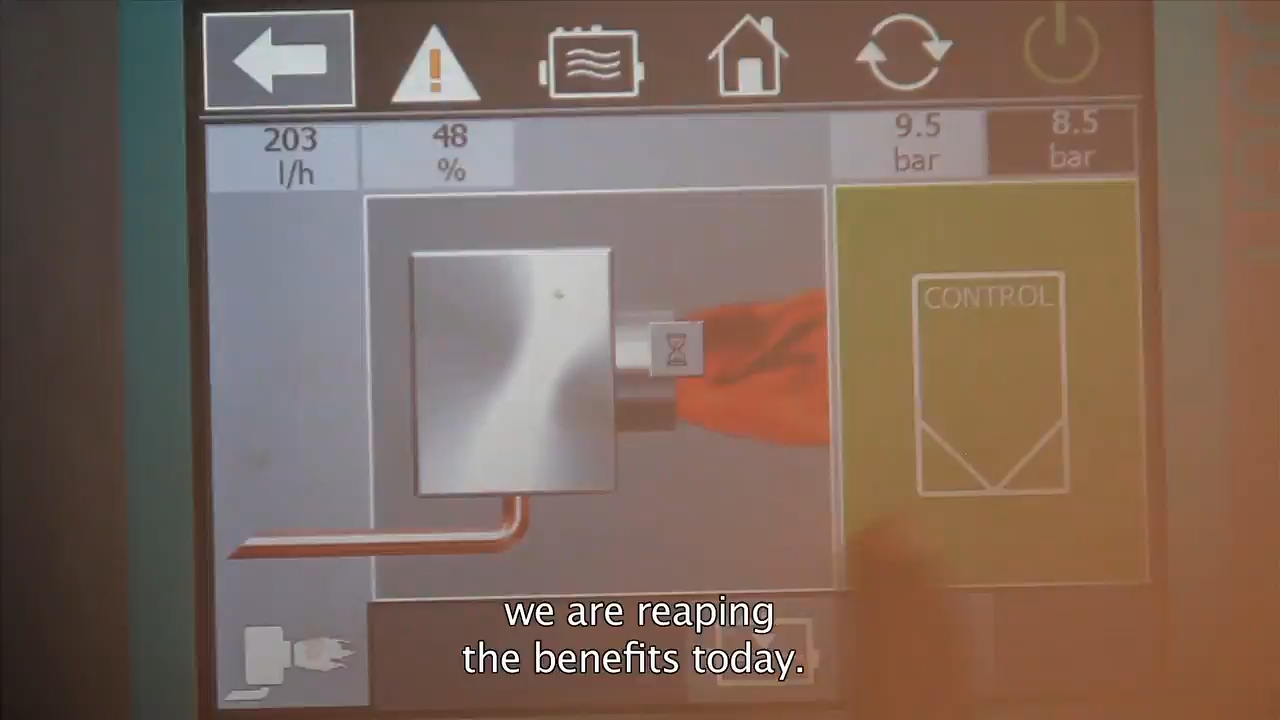 203
l/h
48
%
9.5
bar
8.5
bar
CONTROL
we are reaping
the benefits today.